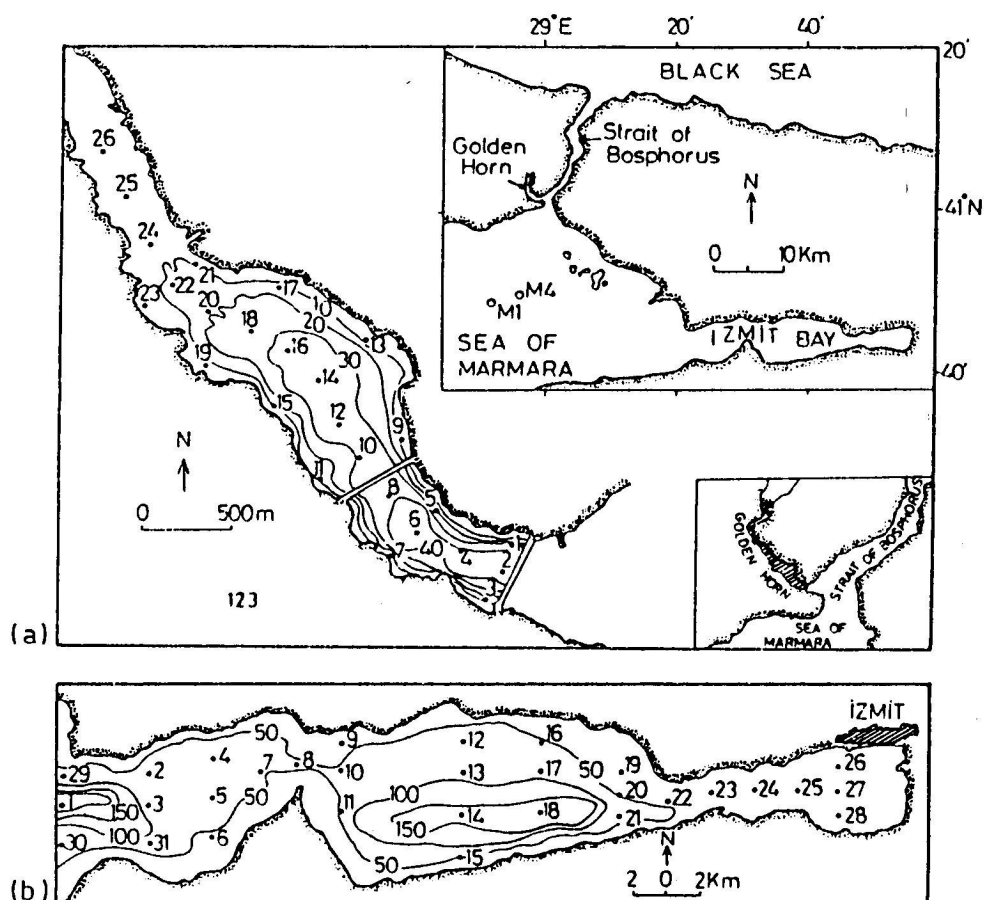 29°E 20' 40'
20'
BLACK SEA
Strait of
Bosphorus
Golden
Horn
N
41°N
0 10Km
M4
M1
SEA OF
MARMARA
İZMİT BAY
40'
26
25
24
23
22
21
20
17
10
18
20
13
19
16
30
14
15
12
9
10
11
8
5
6
7
40
4
1
2
3
N
0 500m
123
(a)
GOLDEN HORN
STRAIT OF BOSPHORUS
SEA OF
MARMARA
İZMİT
50 9 12 16
4
29 2 7 8 10 13 17 50 19 26
1 3 5 50 11 100 20 22 23 24 25 27
150 14 18 21 28
100 150
30 31 6 50 15
N
2 0 2Km
(b)